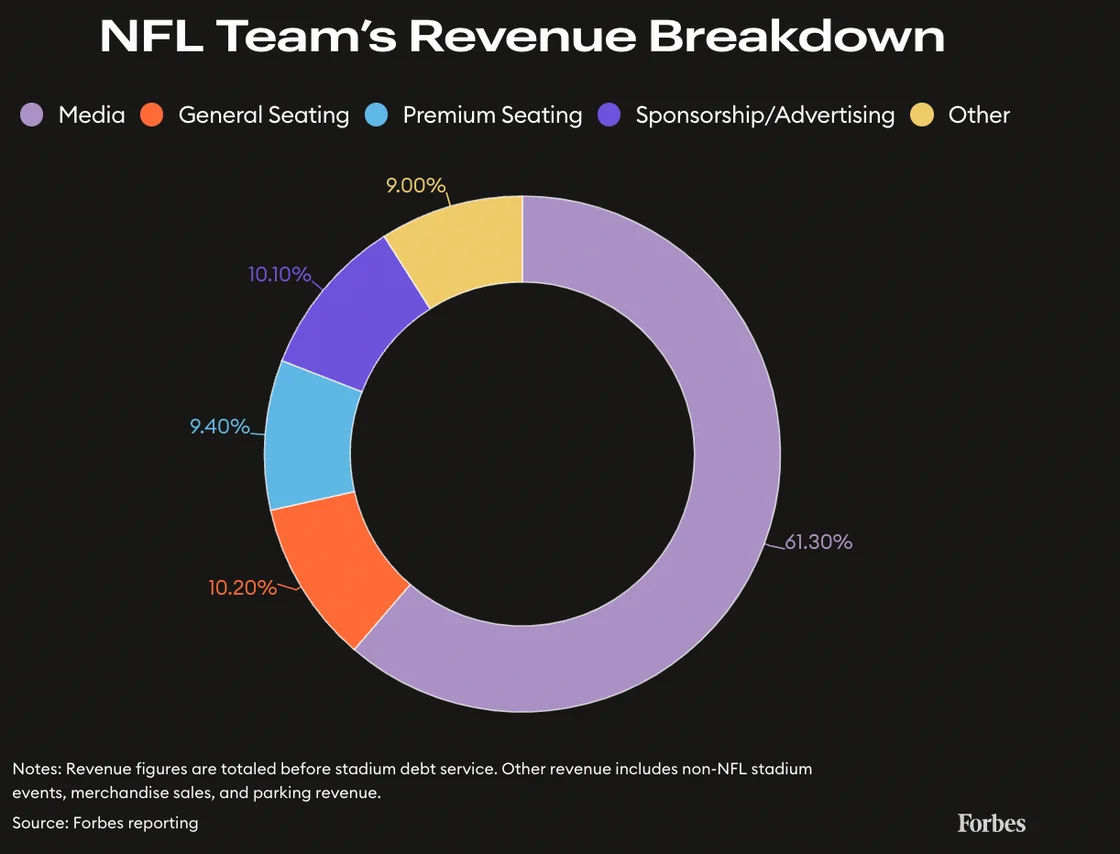 NFL Team's Revenue Breakdown
Media General Seating Premium Seating Sponsorship/Advertising Other
9.00%
10.10%
9.40%
61.30%
10.20%
Notes: Revenue figures are totaled before stadium debt service. Other revenue includes non-NFL stadium
events, merchandise sales, and parking revenue.
Source: Forbes reporting
Forbes